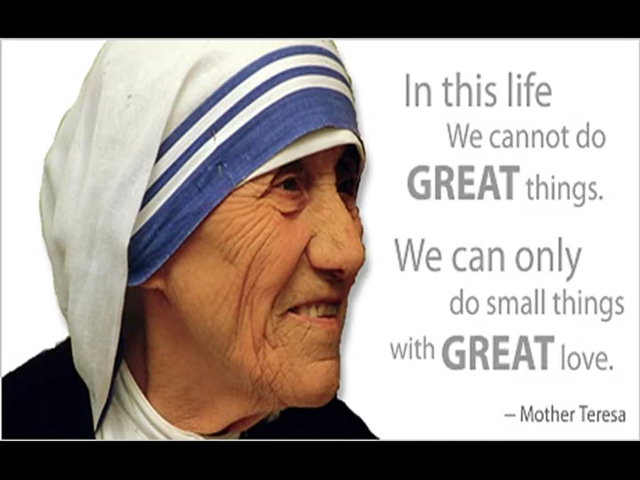 In this life
We cannot do
GREAT things.
We can only
do small things
with GREAT love.
– Mother Teresa